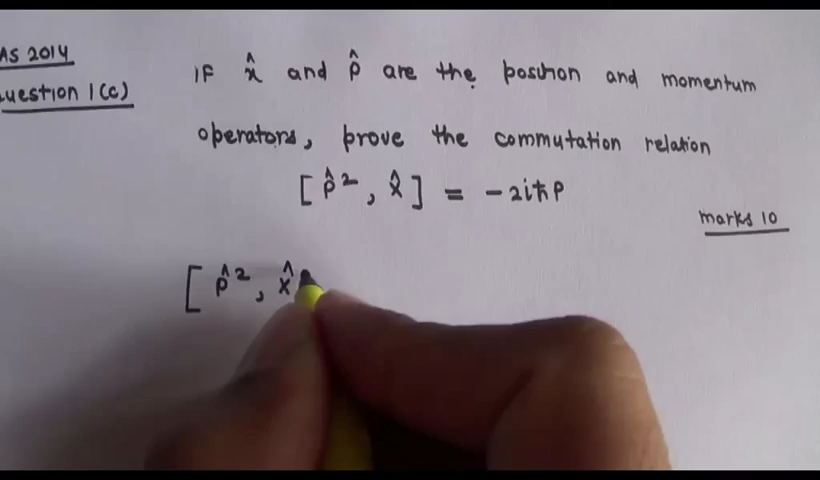 AS 2014
uestion 1(c)
IF x̂ and p̂ are the position and momentum
operators, prove the commutation relation
[ p̂², x̂ ] = -2iħp
marks 10
[ p̂², x̂